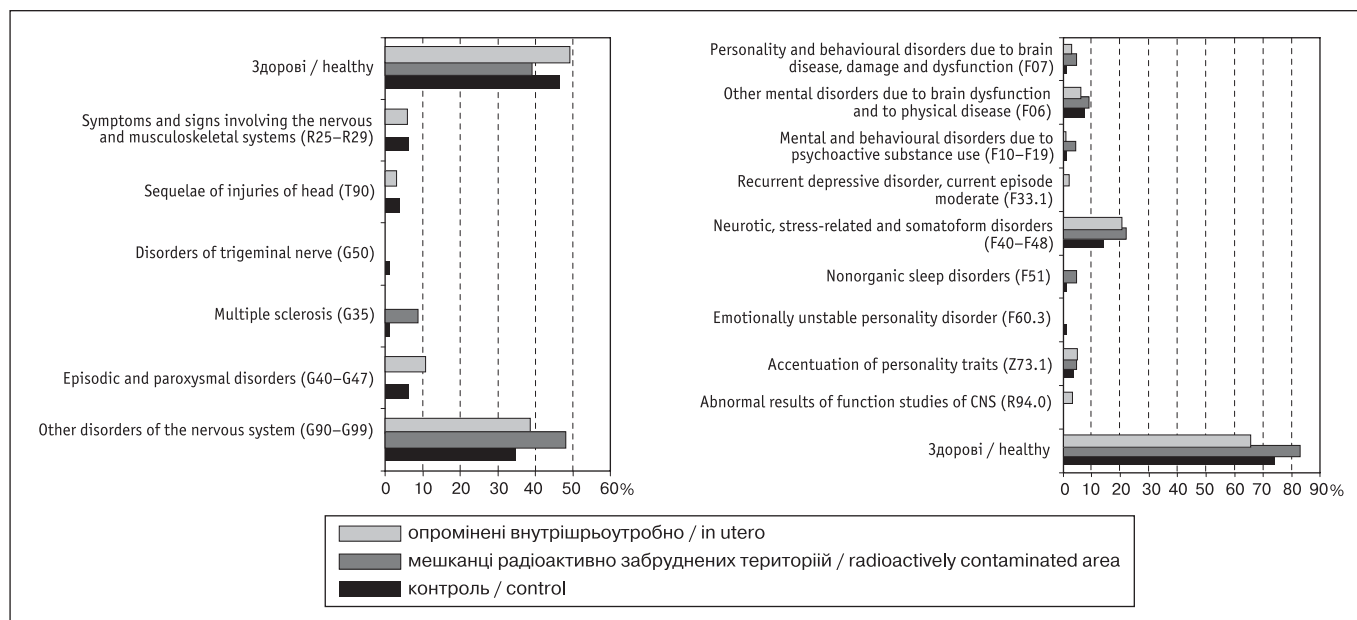 Здорові / healthy
Symptoms and signs involving the nervous
and musculoskeletal systems (R25–R29)
Sequelae of injuries of head (T90)
Disorders of trigeminal nerve (G50)
Multiple sclerosis (G35)
Episodic and paroxysmal disorders (G40–G47)
Other disorders of the nervous system (G90–G99)
0 10 20 30 40 50 60%
Personality and behavioural disorders due to brain
disease, damage and dysfunction (F07)
Other mental disorders due to brain dysfunction
and to physical disease (F06)
Mental and behavioural disorders due to
psychoactive substance use (F10–F19)
Recurrent depressive disorder, current episode
moderate (F33.1)
Neurotic, stress-related and somatoform disorders
(F40–F48)
Nonorganic sleep disorders (F51)
Emotionally unstable personality disorder (F60.3)
Accentuation of personality traits (Z73.1)
Abnormal results of function studies of CNS (R94.0)
Здорові / healthy
0 10 20 30 40 50 60 70 80 90%
опромінені внутрішрьоутробно / in utero
мешканці радіоактивно забруднених територіій / radioactively contaminated area
контроль / control